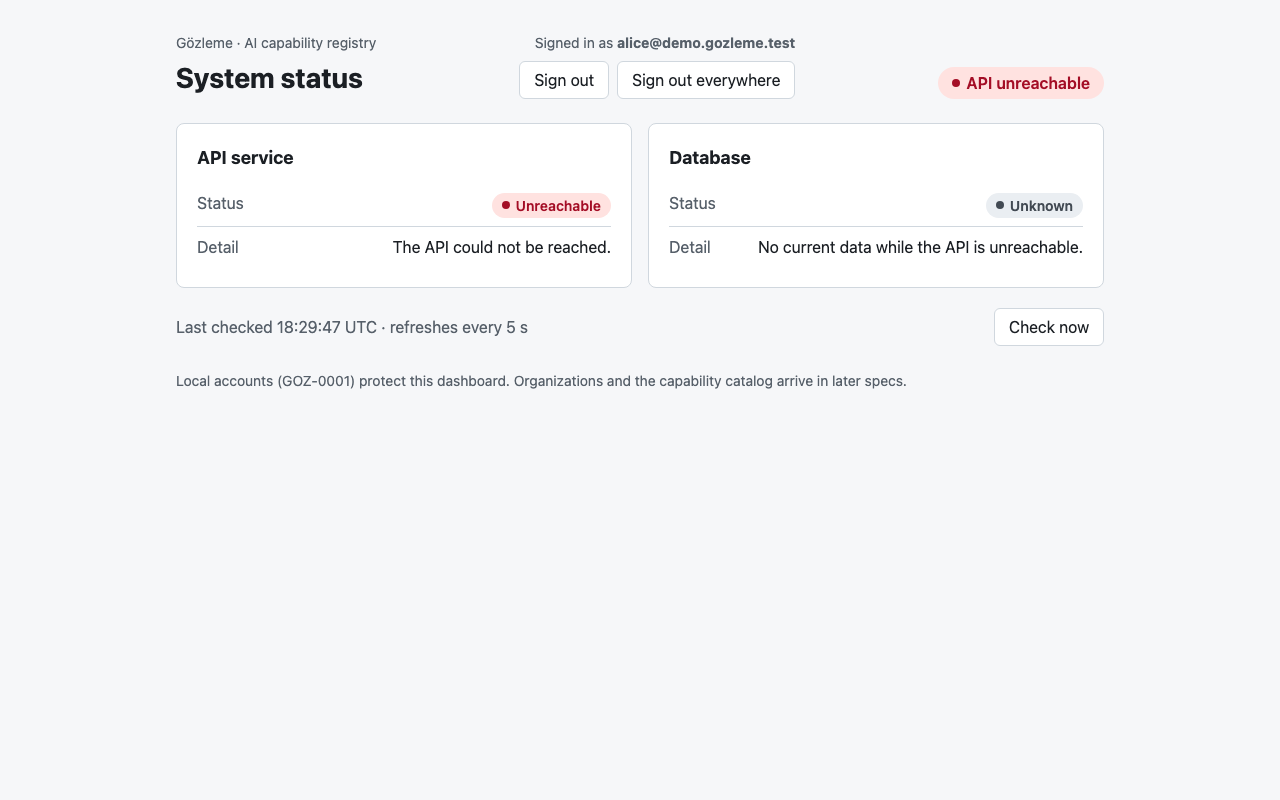 Gözleme · AI capability registry
System status
Signed in as alice@demo.gozleme.test
Sign out
Sign out everywhere
API unreachable
API service
Status
Unreachable
Detail
The API could not be reached.
Database
Status
Unknown
Detail
No current data while the API is unreachable.
Last checked 18:29:47 UTC · refreshes every 5 s
Check now
Local accounts (GOZ-0001) protect this dashboard. Organizations and the capability catalog arrive in later specs.